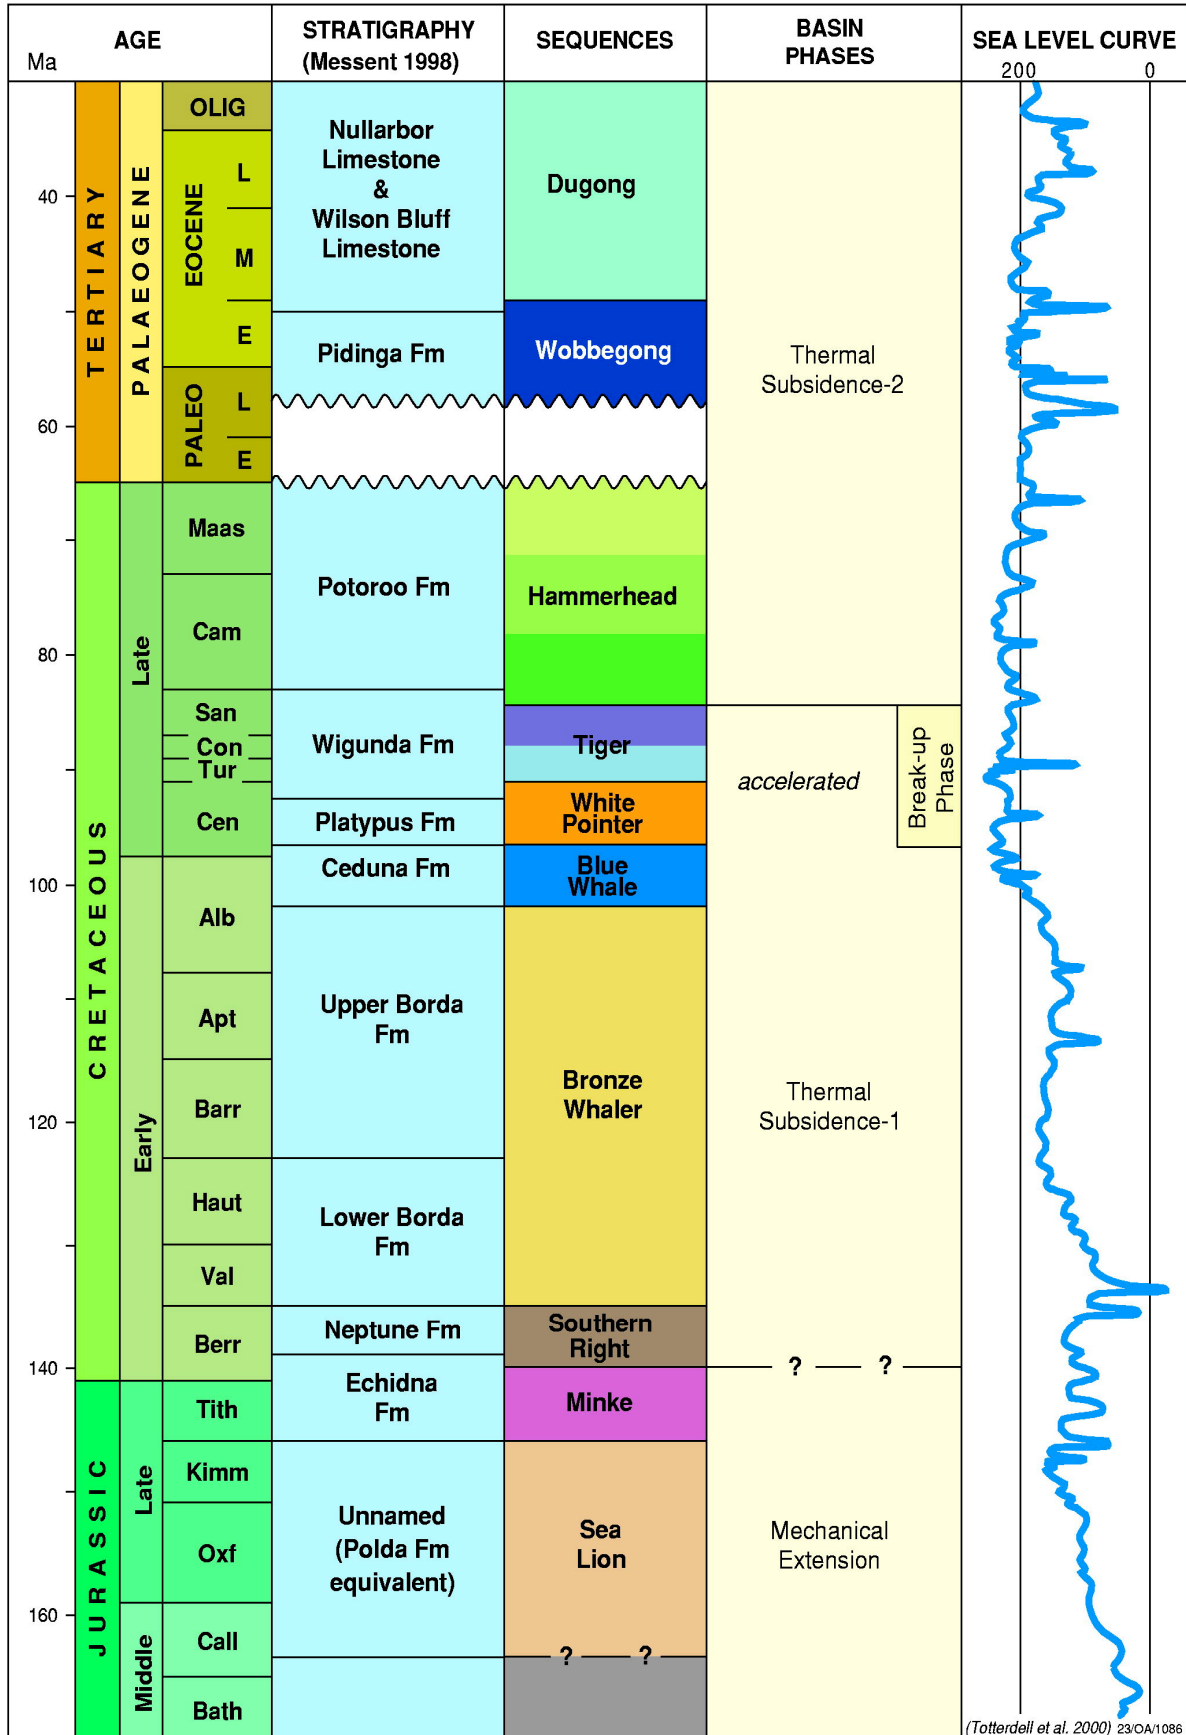 AGE
Ma
STRATIGRAPHY
(Messent 1998)
SEQUENCES
BASIN
PHASES
SEA LEVEL CURVE
200
0
40
60
80
100
120
140
160
TERTIARY
CRETACEOUS
JURASSIC
PALAEOGENE
Late
Early
Late
Middle
OLIG
EOCENE
L
M
E
PALEO
L
E
Maas
Cam
San
Con
Tur
Cen
Alb
Apt
Barr
Haut
Val
Berr
Tith
Kimm
Oxf
Call
Bath
Nullarbor
Limestone
&
Wilson Bluff
Limestone
Pidinga Fm
Potoroo Fm
Wigunda Fm
Platypus Fm
Ceduna Fm
Upper Borda
Fm
Lower Borda
Fm
Neptune Fm
Echidna
Fm
Unnamed
(Polda Fm
equivalent)
Dugong
Wobbegong
Hammerhead
Tiger
White
Pointer
Blue
Whale
Bronze
Whaler
Southern
Right
Minke
Sea
Lion
? ?
Thermal
Subsidence-2
accelerated
Break-up
Phase
Thermal
Subsidence-1
? ?
Mechanical
Extension
(Totterdell et al. 2000) 23/OA/1086